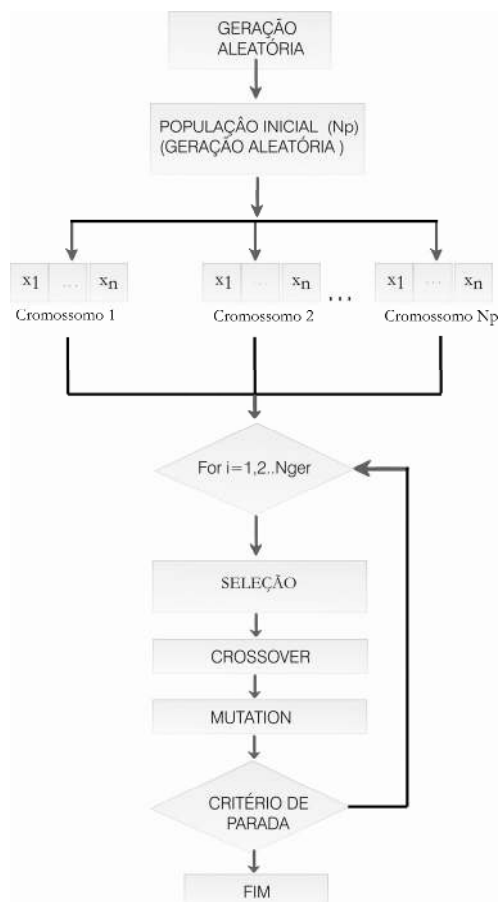 GERAÇÃO
ALEATÓRIA
POPULAÇÂO INICIAL (Np)
(GERAÇÃO ALEATÓRIA )
x1 ... xn x1 ... xn ... x1 ... xn
Cromossomo 1 Cromossomo 2 Cromossomo Np
For i=1,2..Nger
SELEÇÃO
CROSSOVER
MUTATION
CRITÉRIO DE
PARADA
FIM